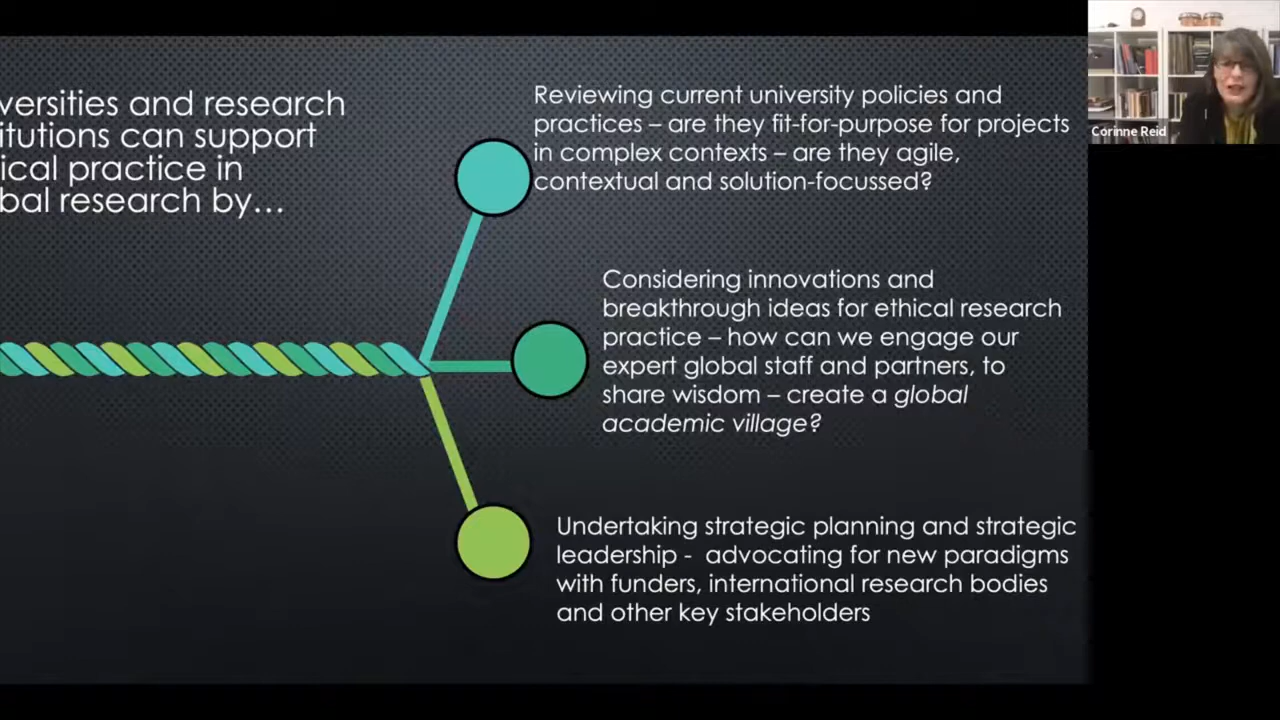 versities and research
itutions can support
ical practice in
bal research by…
Reviewing current university policies and
practices – are they fit-for-purpose for projects
in complex contexts – are they agile,
contextual and solution-focussed?
Considering innovations and
breakthrough ideas for ethical research
practice – how can we engage our
expert global staff and partners, to
share wisdom – create a global
academic village?
Undertaking strategic planning and strategic
leadership - advocating for new paradigms
with funders, international research bodies
and other key stakeholders
Corinne Reid